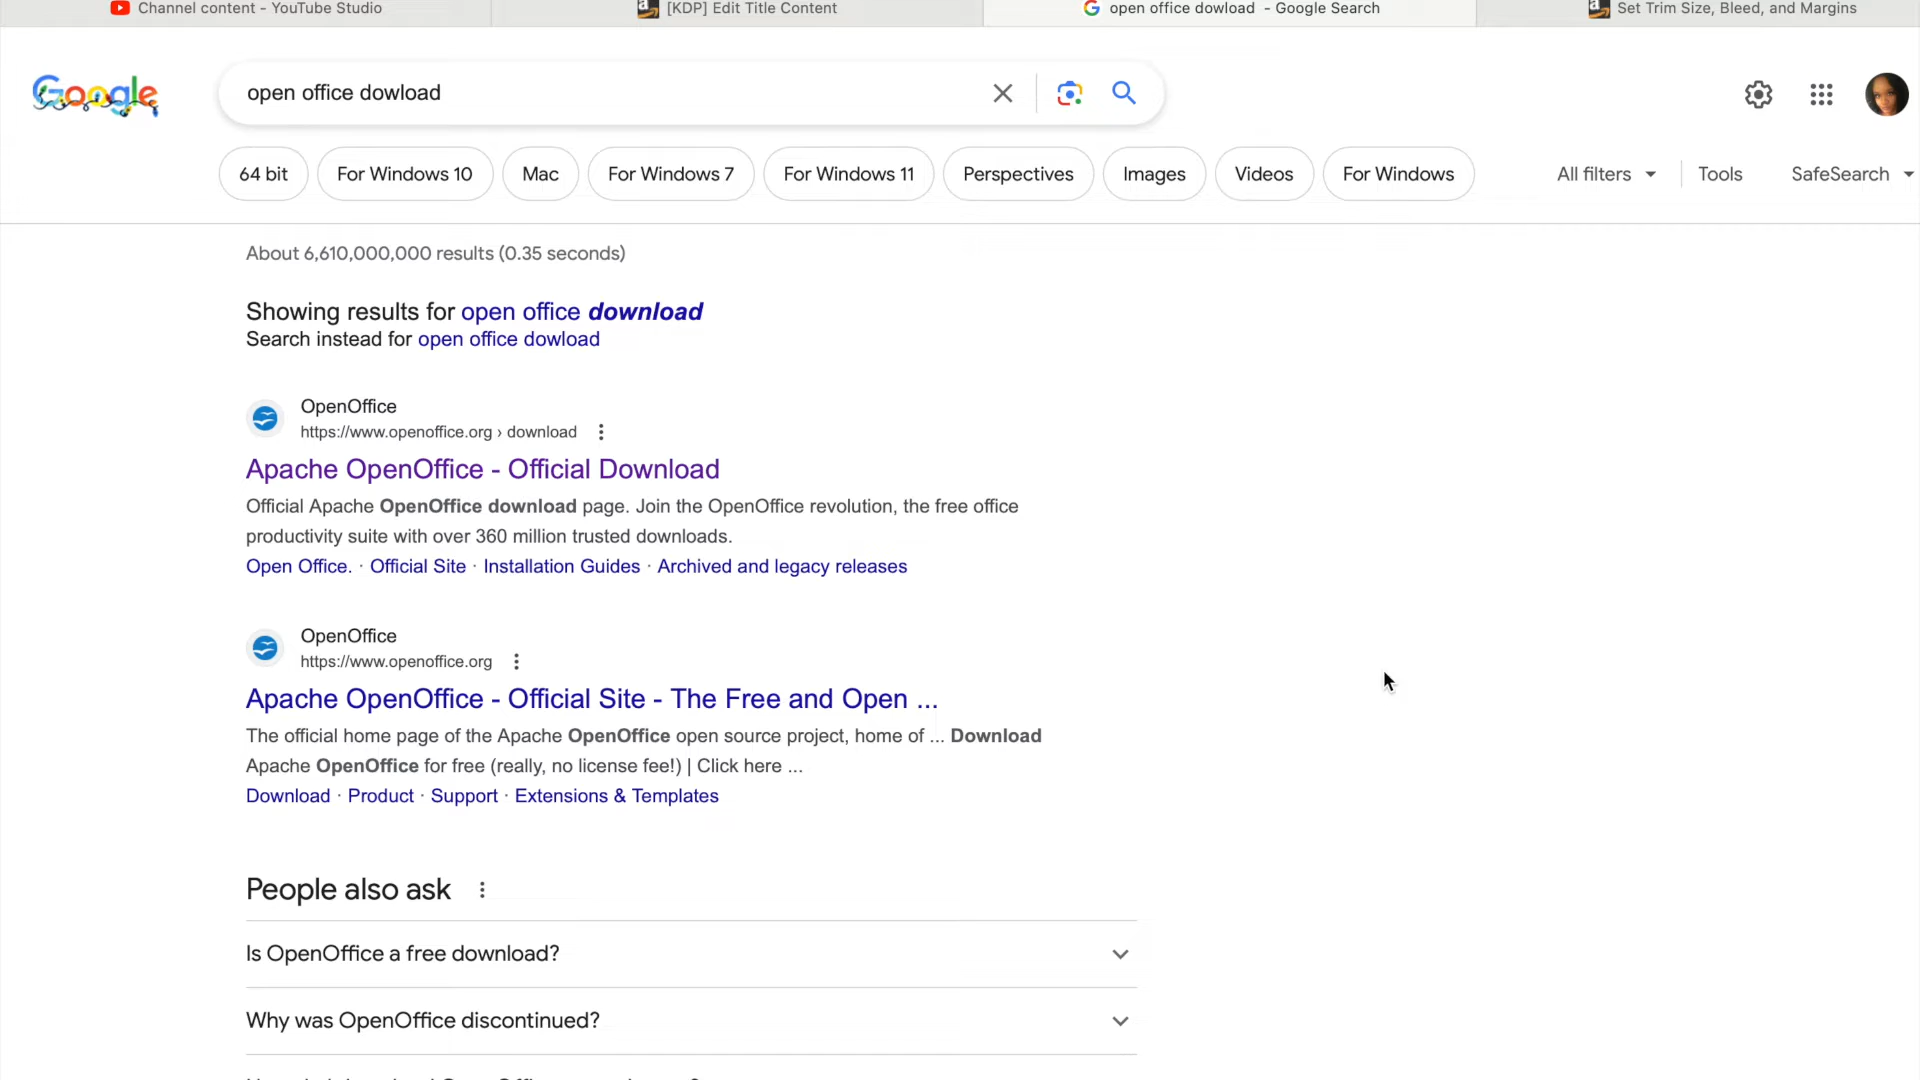 Channel content - YouTube Studio
[KDP] Edit Title Content
open office dowload - Google Search
Set Trim Size, Bleed, and Margins
Google
open office dowload
64 bit
For Windows 10
Mac
For Windows 7
For Windows 11
Perspectives
Images
Videos
For Windows
All filters
Tools
SafeSearch
About 6,610,000,000 results (0.35 seconds)
Showing results for open office download
Search instead for open office dowload
OpenOffice
https://www.openoffice.org › download
Apache OpenOffice - Official Download
Official Apache OpenOffice download page. Join the OpenOffice revolution, the free office
productivity suite with over 360 million trusted downloads.
Open Office. · Official Site · Installation Guides · Archived and legacy releases
OpenOffice
https://www.openoffice.org
Apache OpenOffice - Official Site - The Free and Open ...
The official home page of the Apache OpenOffice open source project, home of ... Download
Apache OpenOffice for free (really, no license fee!) | Click here ...
Download · Product · Support · Extensions & Templates
People also ask
Is OpenOffice a free download?
Why was OpenOffice discontinued?